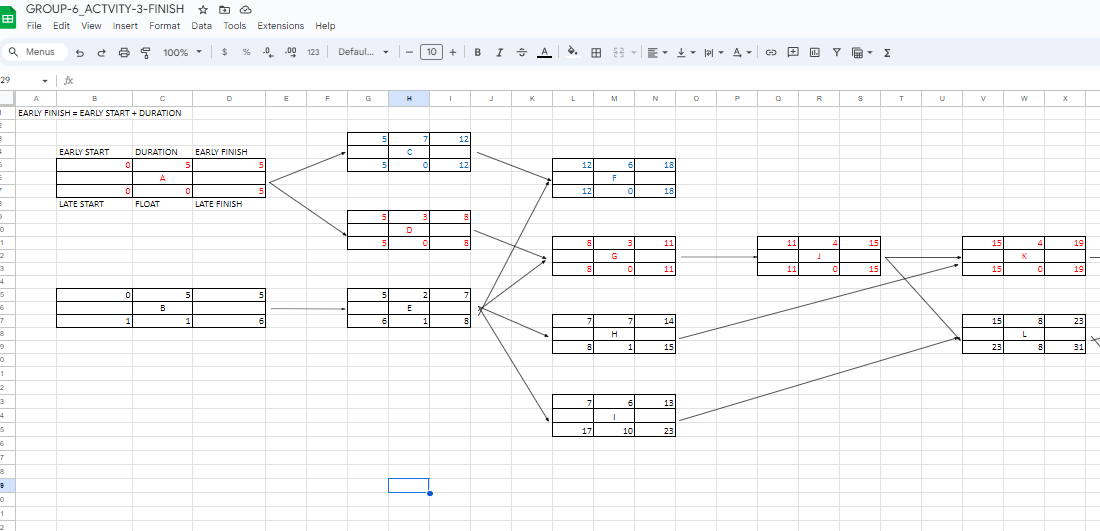 GROUP-6_ACTVITY-3-FINISH
File Edit View Insert Format Data Tools Extensions Help
Menus 100% $ % .0 .00 123 Defaul... 10 B I S A Σ
29 fx
A B C D E F G H I J K L M N O P Q R S T U V W X
EARLY FINISH = EARLY START + DURATION
5 7 12
EARLY START DURATION EARLY FINISH
C
0 5 5
5 0 12
12 6 18
A
F
0 0 5
12 0 18
LATE START FLOAT LATE FINISH
5 3 8
D
5 0 8
8 3 11
11 4 15
15 4 19
G
J
K
8 0 11
11 0 15
15 0 19
0 5 5
5 2 7
B
E
1 1 6
6 1 8
7 7 14
15 8 23
H
L
8 1 15
23 8 31
7 6 13
I
17 10 23